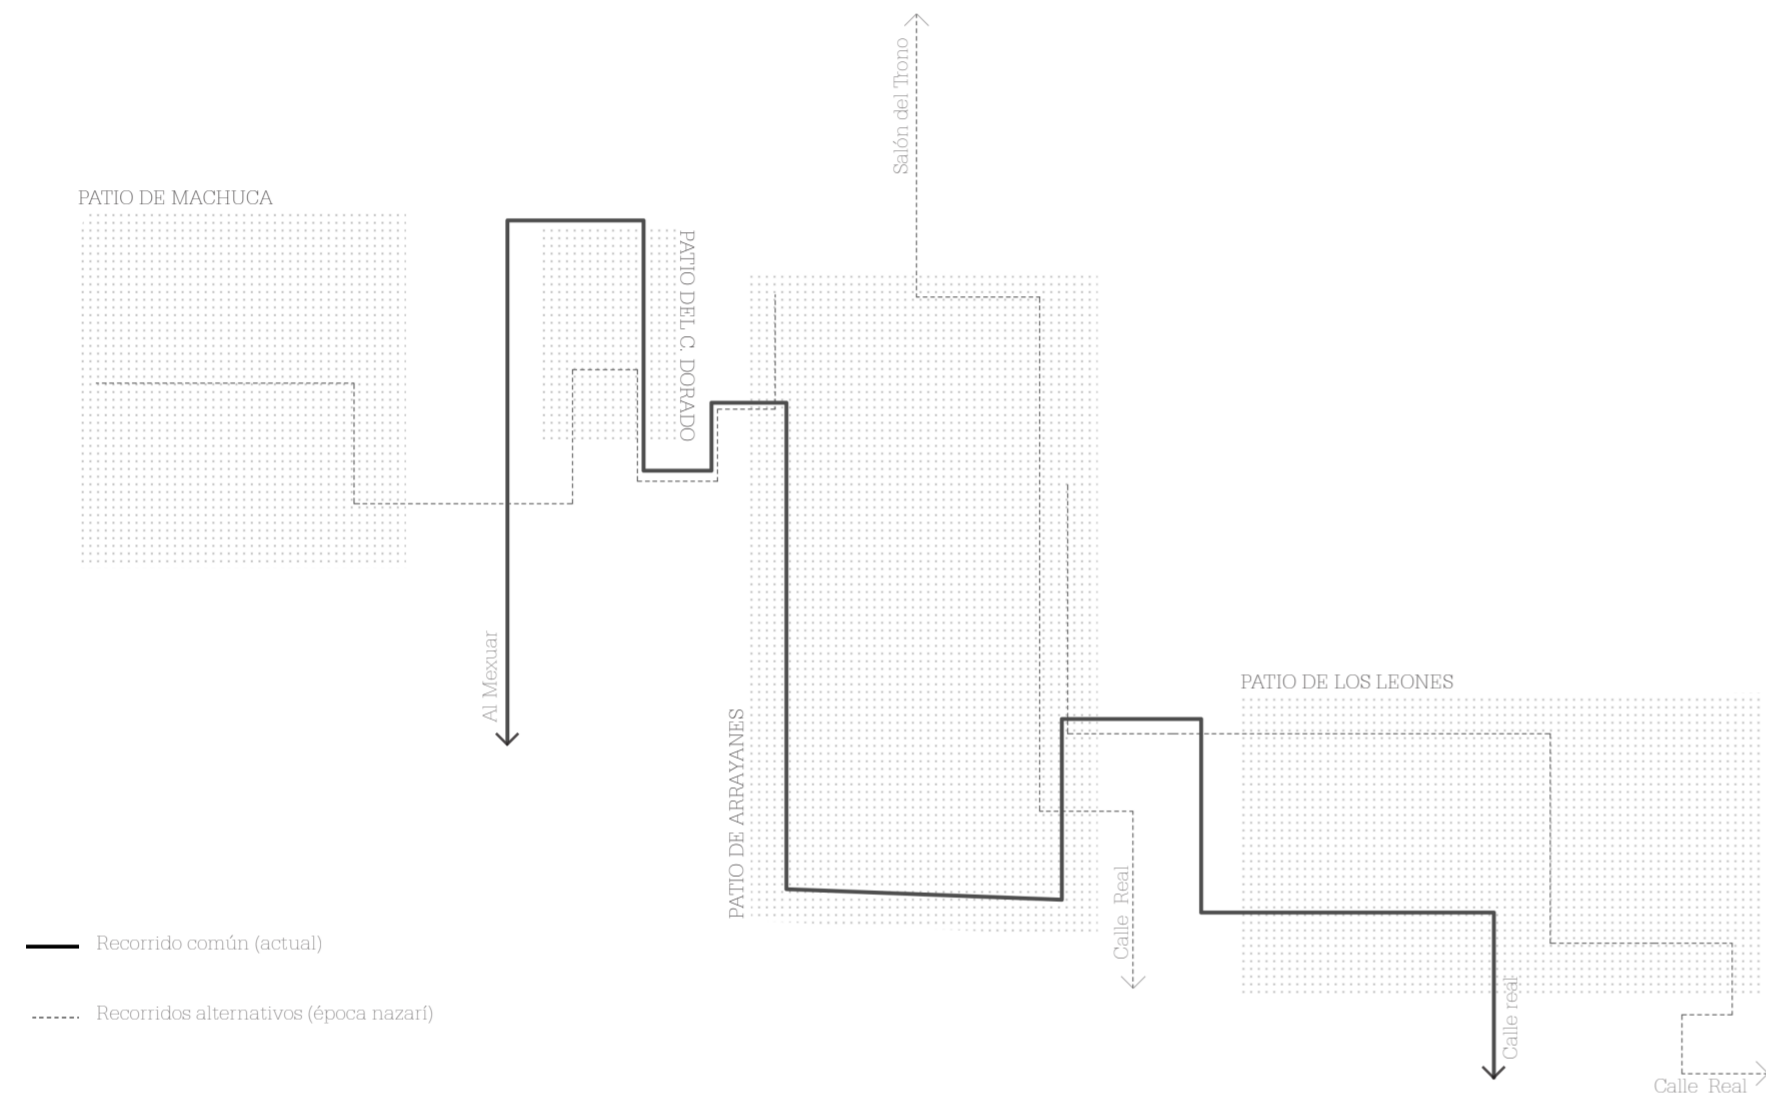 Salón del Trono
PATIO DE MACHUCA
PATIO DEL C. DORADO
Al Mexuar
PATIO DE ARRAYANES
PATIO DE LOS LEONES
Calle Real
Calle real
Calle Real
Recorrido común (actual)
Recorridos alternativos (época nazarí)